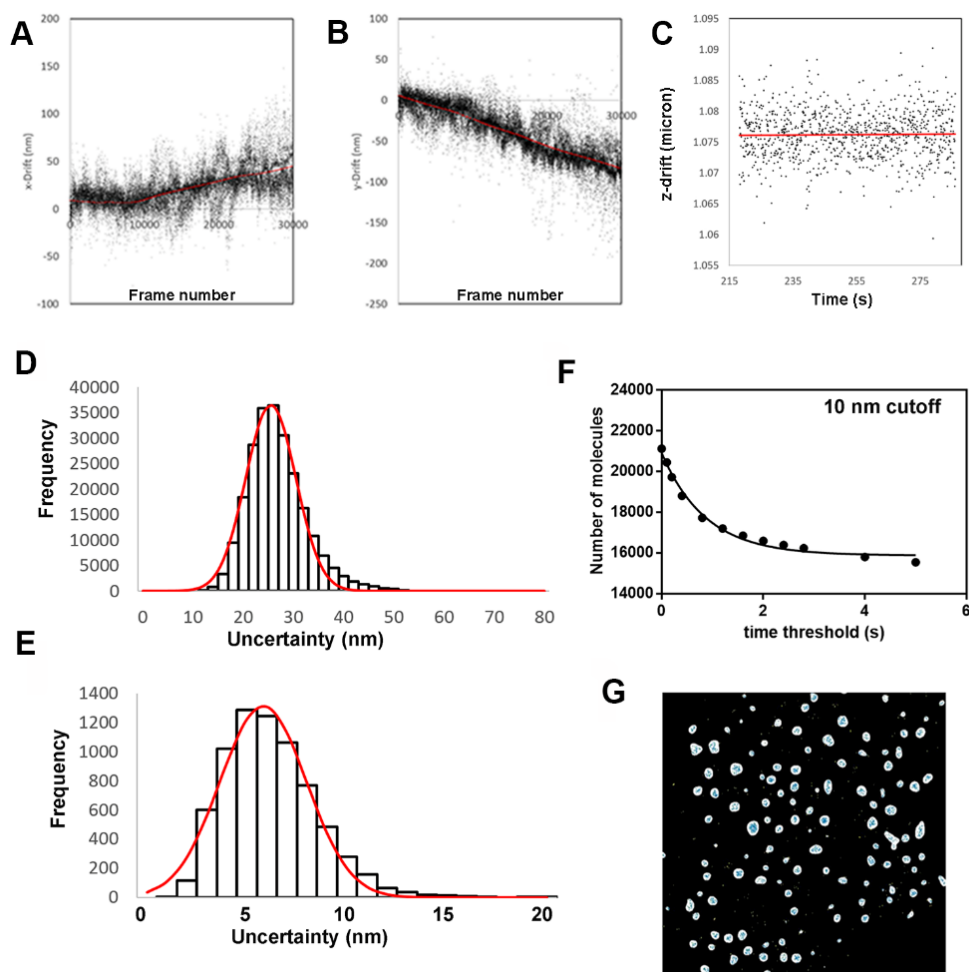 A
200
150
100
50
0
-50
-100
x-Drift (nm)
0
10000
20000
30000
Frame number
B
100
50
0
-50
-100
-150
-200
-250
y-Drift (nm)
0
20000
30000
Frame number
C
1.095
1.09
1.085
1.08
1.075
1.07
1.065
1.06
1.055
z-drift (micron)
215
235
255
275
Time (s)
D
40000
35000
30000
25000
20000
15000
10000
5000
0
Frequency
0 10 20 30 40 50 60 70 80
Uncertainty (nm)
F
24000
22000
20000
18000
16000
14000
Number of molecules
10 nm cutoff
0 2 4 6
time threshold (s)
E
1400
1200
1000
800
600
400
200
0
Frequency
0 5 10 15 20
Uncertainty (nm)
G